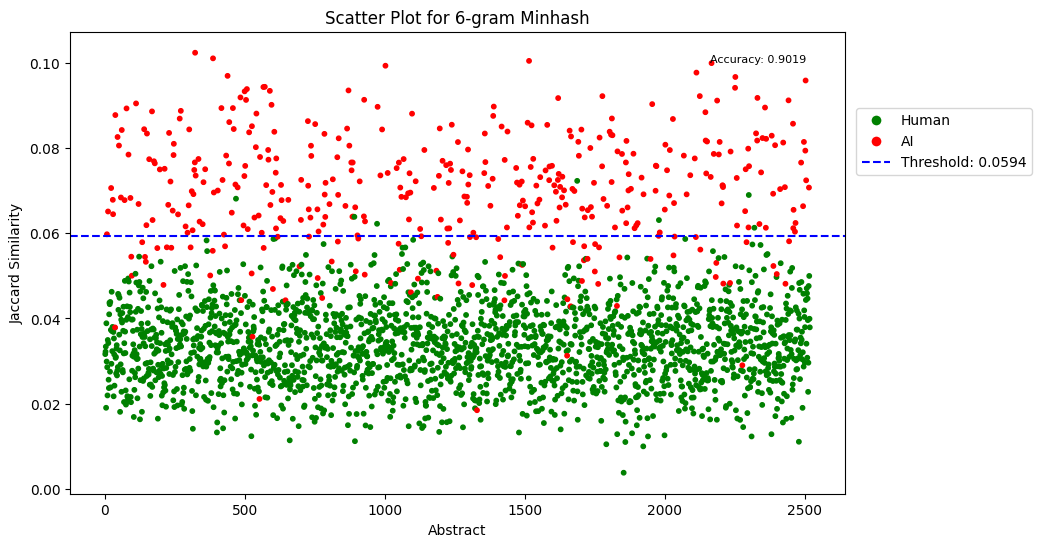 Scatter Plot for 6-gram Minhash
Accuracy: 0.9019
Human
AI
Threshold: 0.0594
Jaccard Similarity
0.10
0.08
0.06
0.04
0.02
0.00
0 500 1000 1500 2000 2500
Abstract